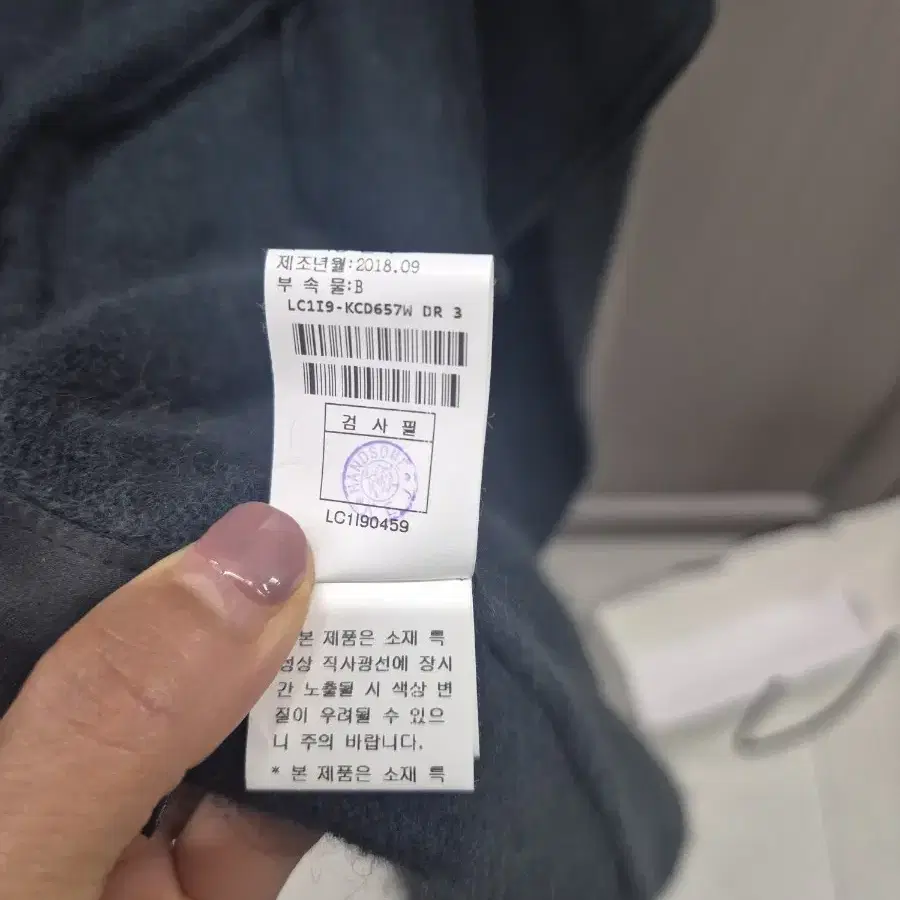 제조년월:2018.09
부 속 물:B
LC1I9-KCD657W DR 3
검 사 필
HANDSOME
LC1I90459
본 제품은 소재 특
성상 직사광선에 장시
간 노출될 시 색상 변
질이 우려될 수 있으
니 주의 바랍니다.
* 본 제품은 소재 특